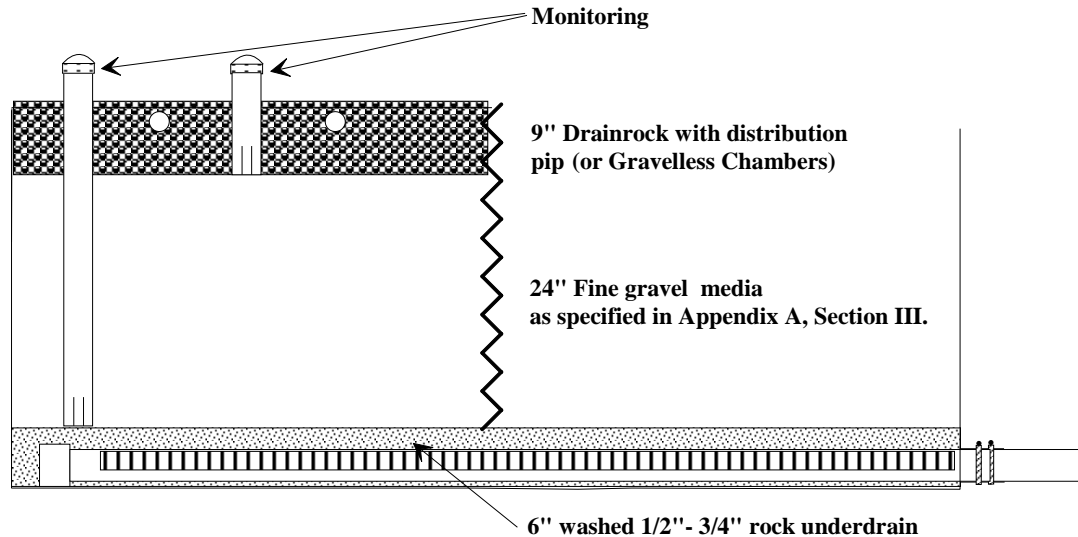 Monitoring
9" Drainrock with distribution
pip (or Gravelless Chambers)
24" Fine gravel media
as specified in Appendix A, Section III.
6" washed 1/2"- 3/4" rock underdrain